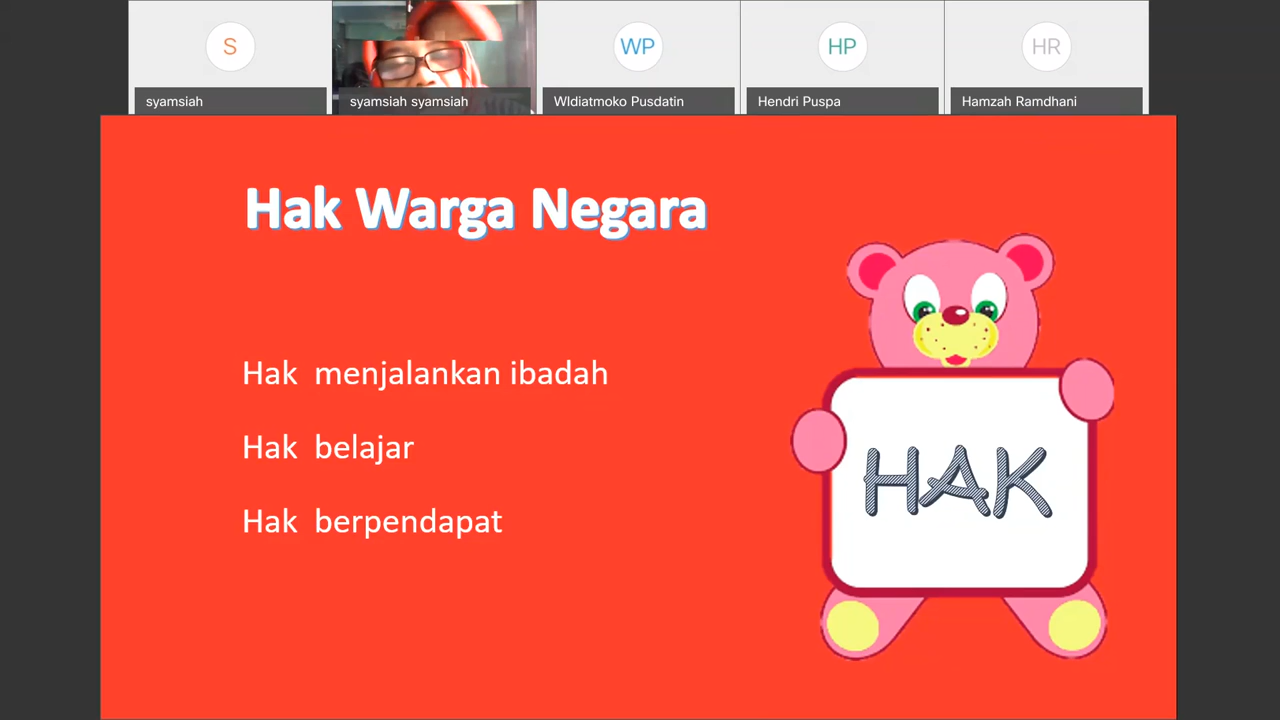 S
WP
HP
HR
syamsiah
syamsiah syamsiah
WIdiatmoko Pusdatin
Hendri Puspa
Hamzah Ramdhani
Hak Warga Negara
Hak menjalankan ibadah
Hak belajar
Hak berpendapat
HAK